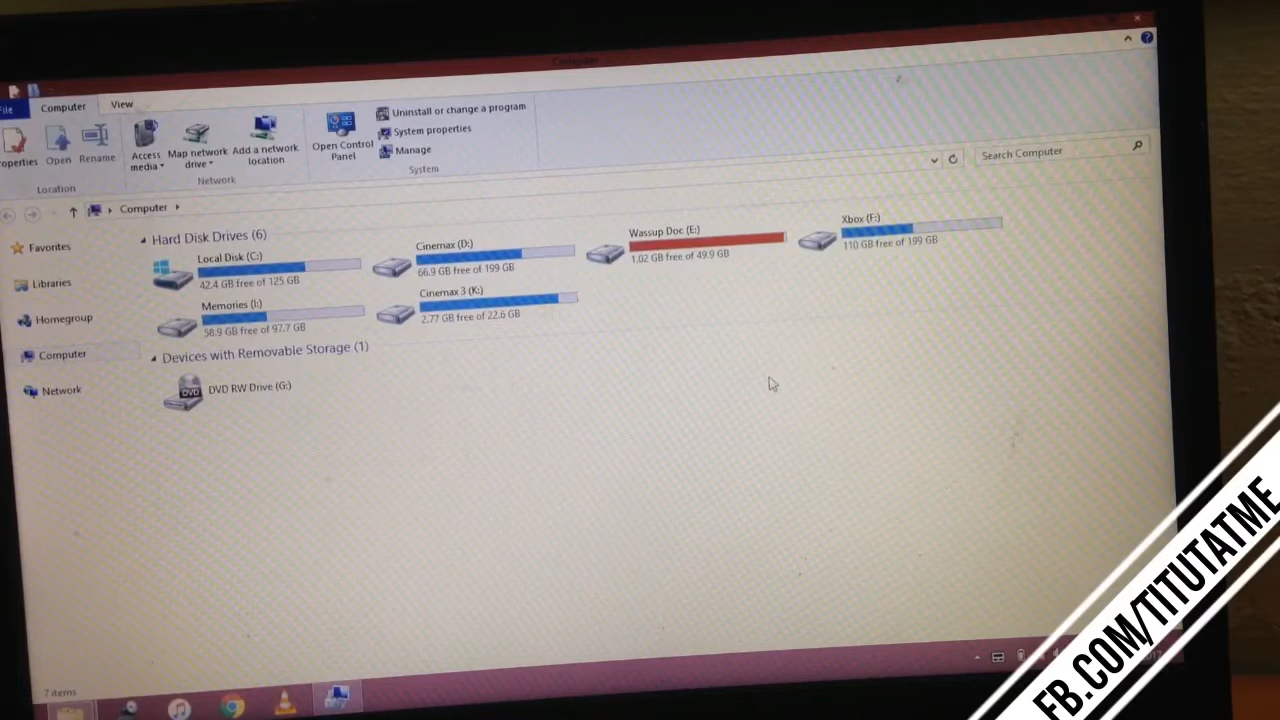 Computer
File
Computer
View
Properties
Open
Rename
Access media
Map network drive
Add a network location
Open Control Panel
Uninstall or change a program
System properties
Manage
Location
Network
System
Computer
Search Computer
Favorites
Libraries
Homegroup
Computer
Network
Hard Disk Drives (6)
Local Disk (C:)
42.4 GB free of 125 GB
Cinemax (D:)
66.9 GB free of 199 GB
Wassup Doc (E:)
1.02 GB free of 49.9 GB
Xbox (F:)
110 GB free of 199 GB
Memories (I:)
58.9 GB free of 97.7 GB
Cinemax 3 (K:)
2.77 GB free of 22.6 GB
Devices with Removable Storage (1)
DVD
DVD RW Drive (G:)
7 items
FB.COM/TITUTATME